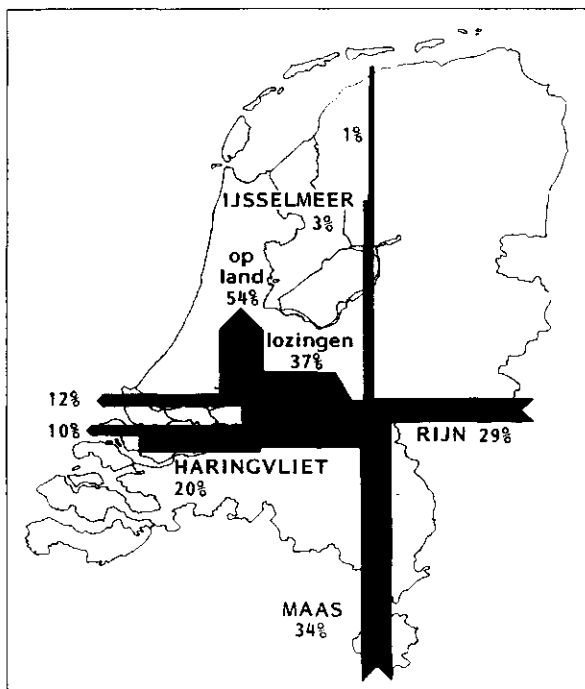 1%
IJSSELMEER
3%
op
land
54%
lozingen
37%
12%
10%
RIJN 29%
HARINGVLIET
20%
MAAS
34%